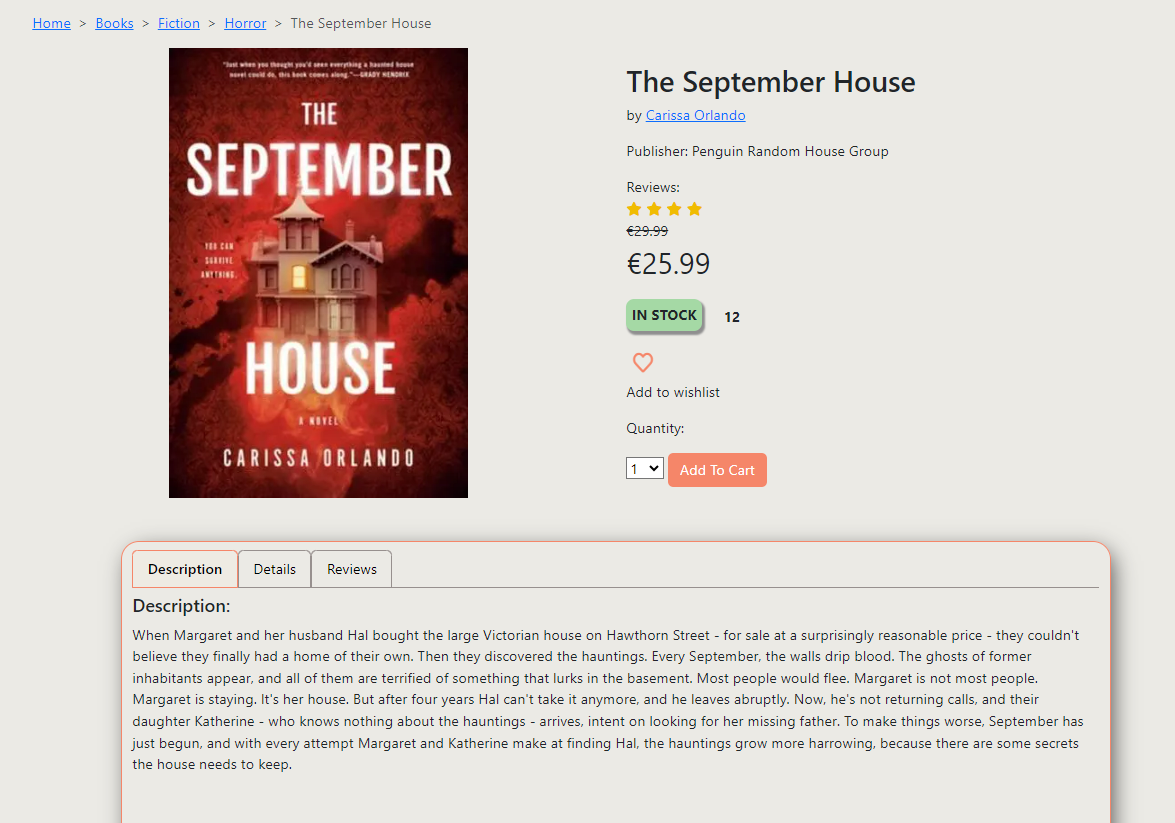 Home > Books > Fiction > Horror > The September House
"Just when you thought you'd seen everything a haunted house
novel could do, this book comes along."—GRADY HENDRIX
THE
SEPTEMBER
YOU CAN
SURVIVE
ANYTHING.
HOUSE
A NOVEL
CARISSA ORLANDO
The September House
by Carissa Orlando
Publisher: Penguin Random House Group
Reviews:
€29.99
€25.99
IN STOCK 12
Add to wishlist
Quantity:
1 Add To Cart
Description Details Reviews
Description:
When Margaret and her husband Hal bought the large Victorian house on Hawthorn Street - for sale at a surprisingly reasonable price - they couldn't
believe they finally had a home of their own. Then they discovered the hauntings. Every September, the walls drip blood. The ghosts of former
inhabitants appear, and all of them are terrified of something that lurks in the basement. Most people would flee. Margaret is not most people.
Margaret is staying. It's her house. But after four years Hal can't take it anymore, and he leaves abruptly. Now, he's not returning calls, and their
daughter Katherine - who knows nothing about the hauntings - arrives, intent on looking for her missing father. To make things worse, September has
just begun, and with every attempt Margaret and Katherine make at finding Hal, the hauntings grow more harrowing, because there are some secrets
the house needs to keep.